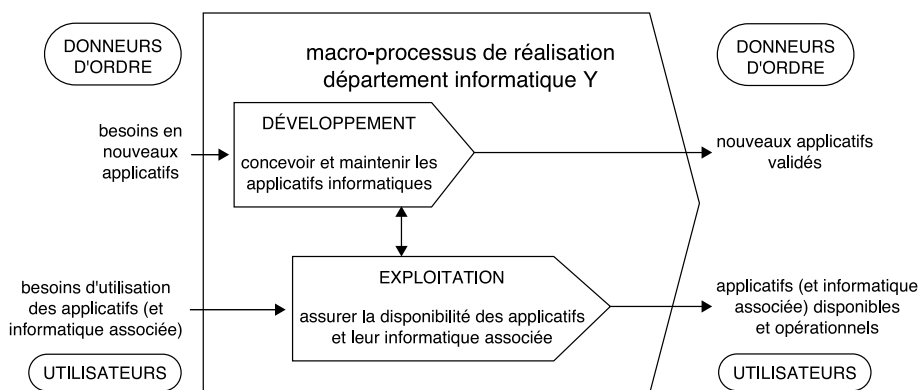 DONNEURS
D'ORDRE
macro-processus de réalisation
département informatique Y
DONNEURS
D'ORDRE
besoins en
nouveaux
applicatifs
DÉVELOPPEMENT
concevoir et maintenir les
applicatifs informatiques
nouveaux applicatifs
validés
besoins d'utilisation
des applicatifs (et
informatique associée)
EXPLOITATION
assurer la disponibilité des applicatifs
et leur informatique associée
applicatifs (et informatique
associée) disponibles
et opérationnels
UTILISATEURS
UTILISATEURS